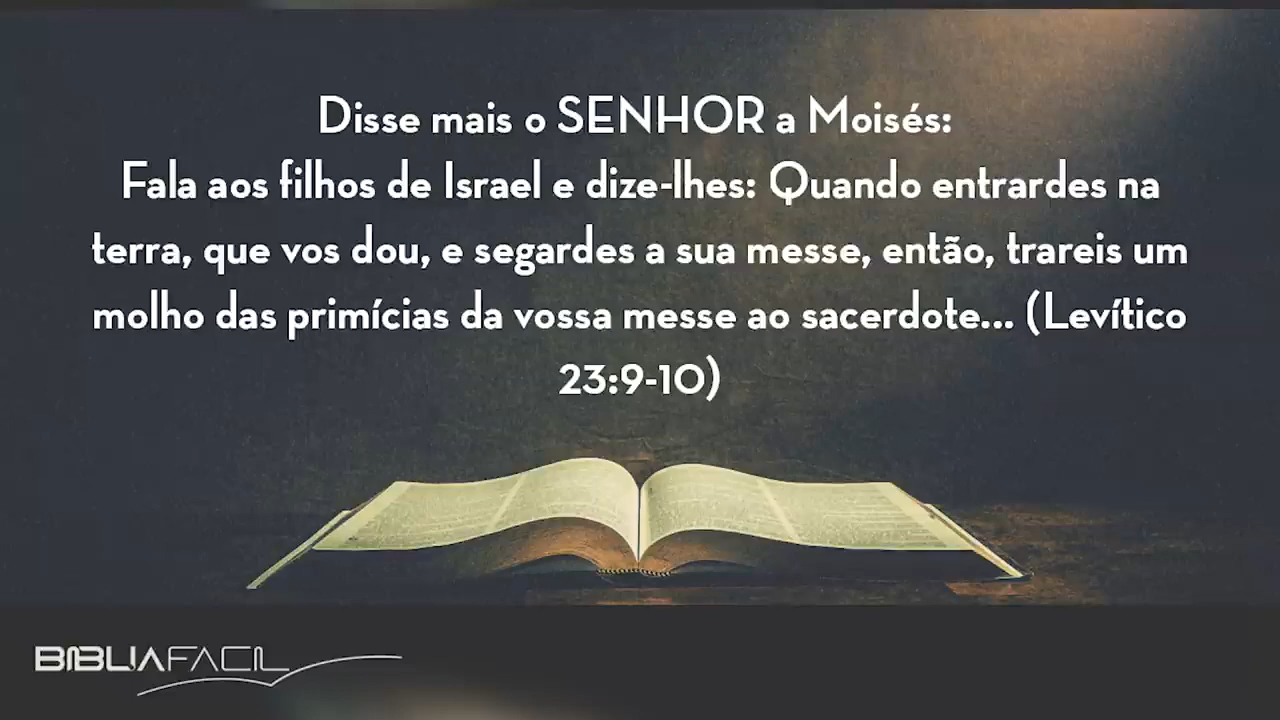 Disse mais o SENHOR a Moisés:
Fala aos filhos de Israel e dize-lhes: Quando entrardes na
terra, que vos dou, e segardes a sua messe, então, trareis um
molho das primícias da vossa messe ao sacerdote... (Levítico
23:9-10)
BIBLIAFACIL